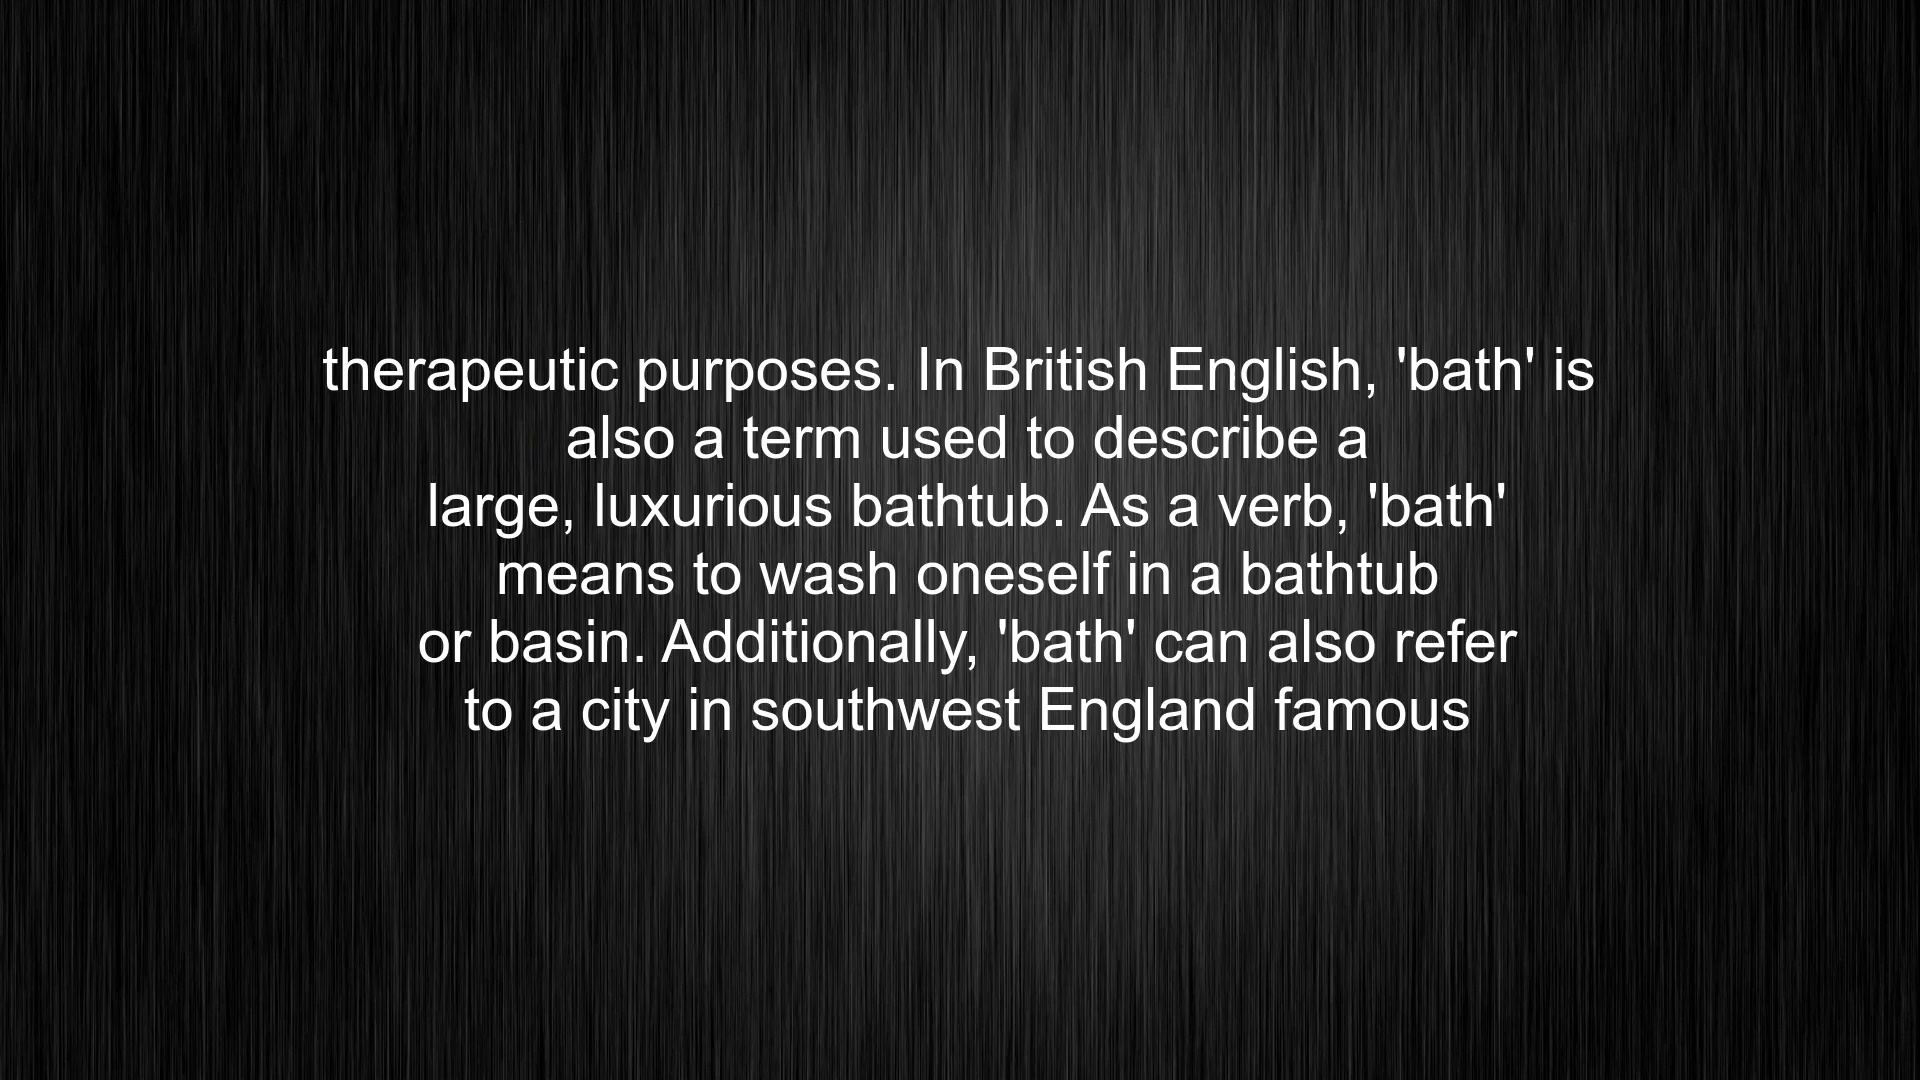 therapeutic purposes. In British English, 'bath' is
also a term used to describe a
large, luxurious bathtub. As a verb, 'bath'
means to wash oneself in a bathtub
or basin. Additionally, 'bath' can also refer
to a city in southwest England famous